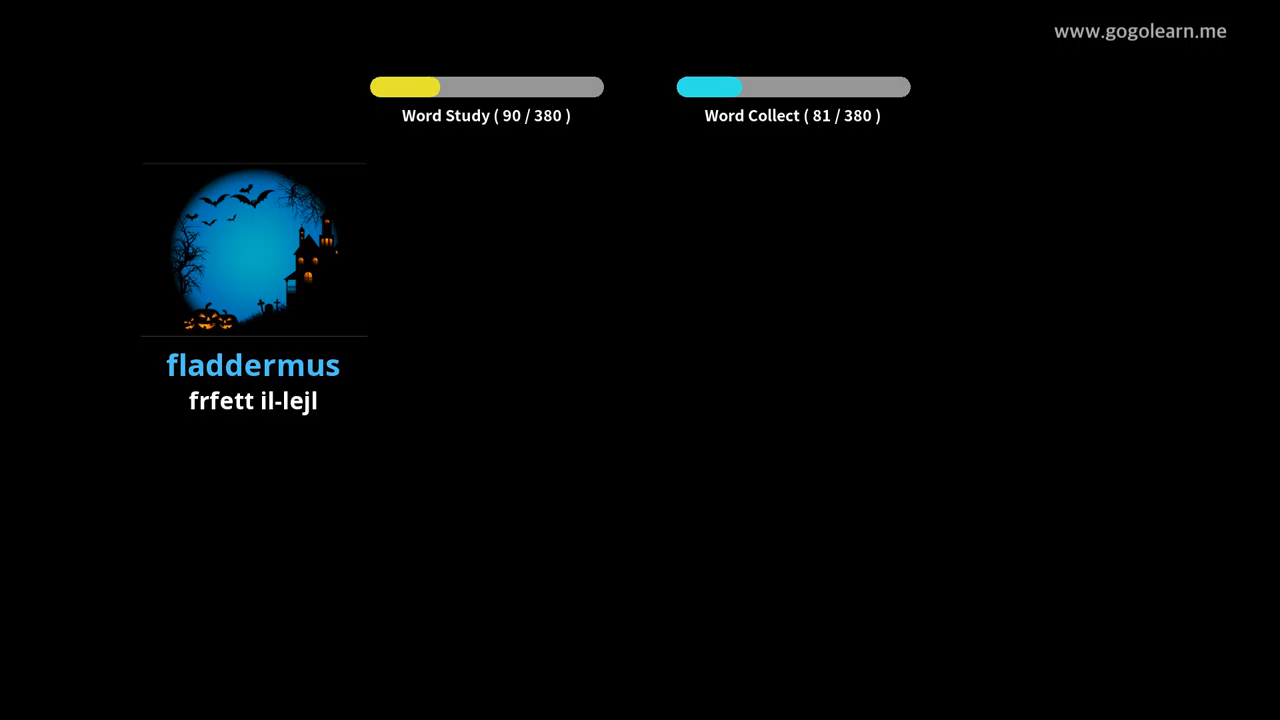 www.gogolearn.me
Word Study ( 90 / 380 )
Word Collect ( 81 / 380 )
fladdermus
frfett il-lejl